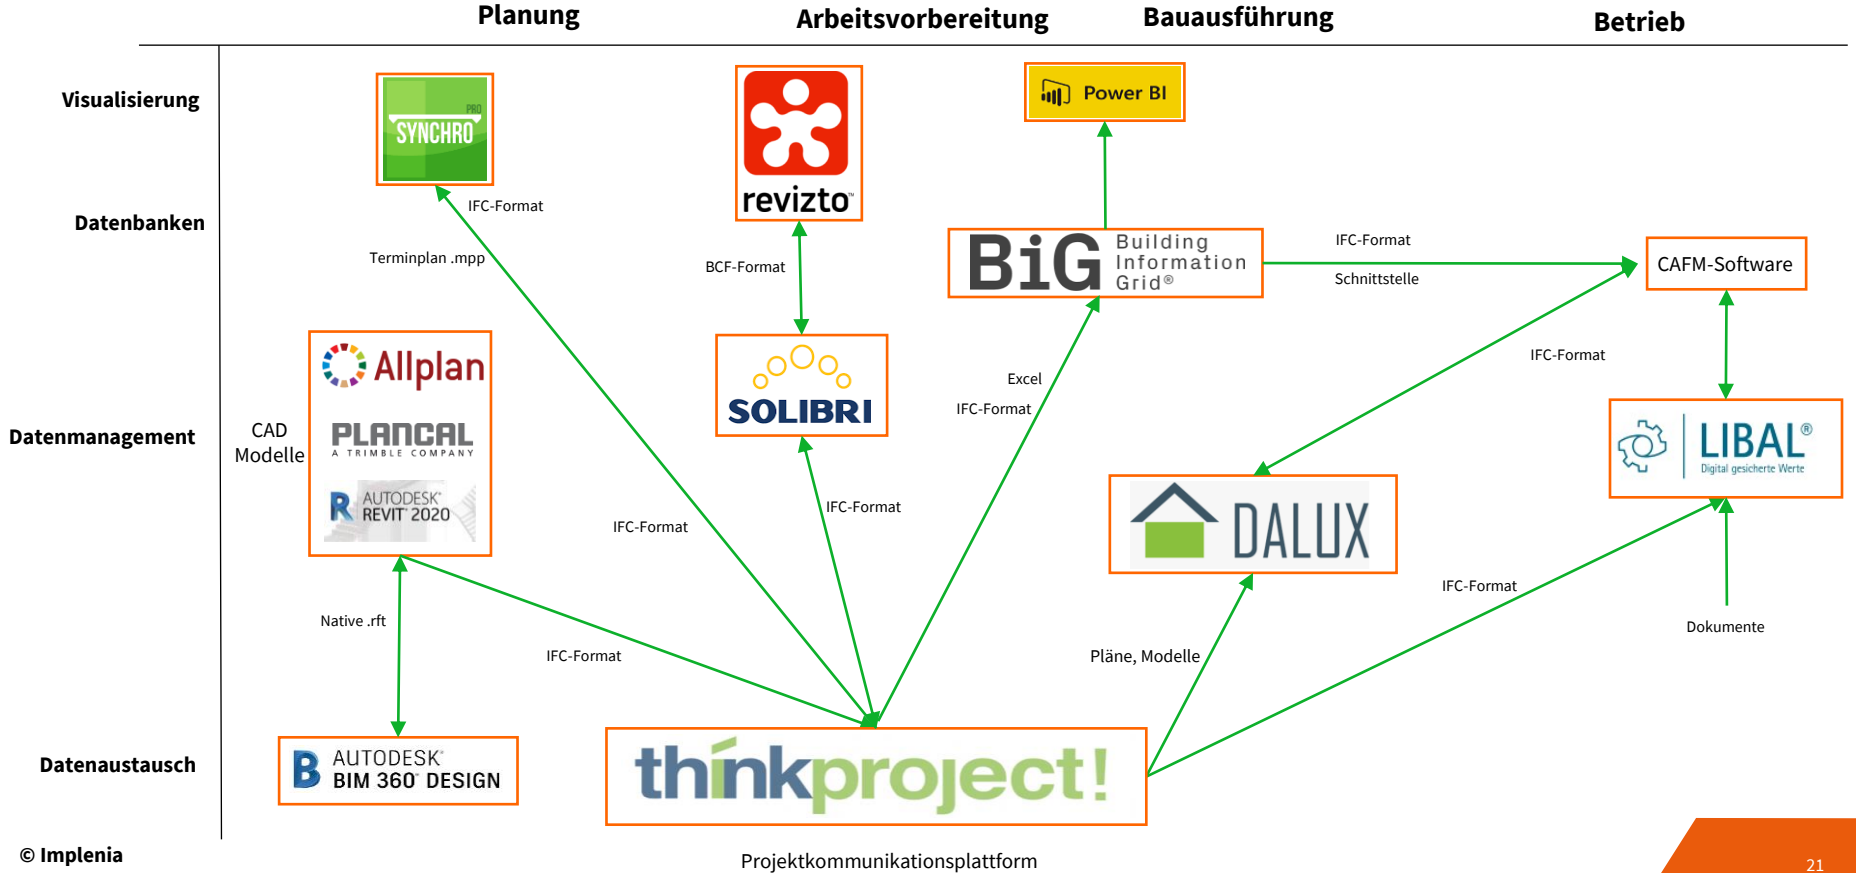 Planung
Arbeitsvorbereitung
Bauausführung
Betrieb
Visualisierung
PRO
SYNCHRO
revizto™
Power BI
Datenbanken
IFC-Format
Terminplan .mpp
BCF-Format
BiG Building
Information
Grid®
IFC-Format
Schnittstelle
CAFM-Software
Datenmanagement
CAD
Modelle
Allplan
PLANCAL
A TRIMBLE COMPANY
AUTODESK®
REVIT® 2020
SOLIBRI
Excel
IFC-Format
IFC-Format
LIBAL®
Digital gesicherte Werte
IFC-Format
IFC-Format
DALUX
IFC-Format
Native .rft
IFC-Format
Pläne, Modelle
Dokumente
Datenaustausch
B AUTODESK®
BIM 360™ DESIGN
thinkproject!
© Implenia
Projektkommunikationsplattform
21